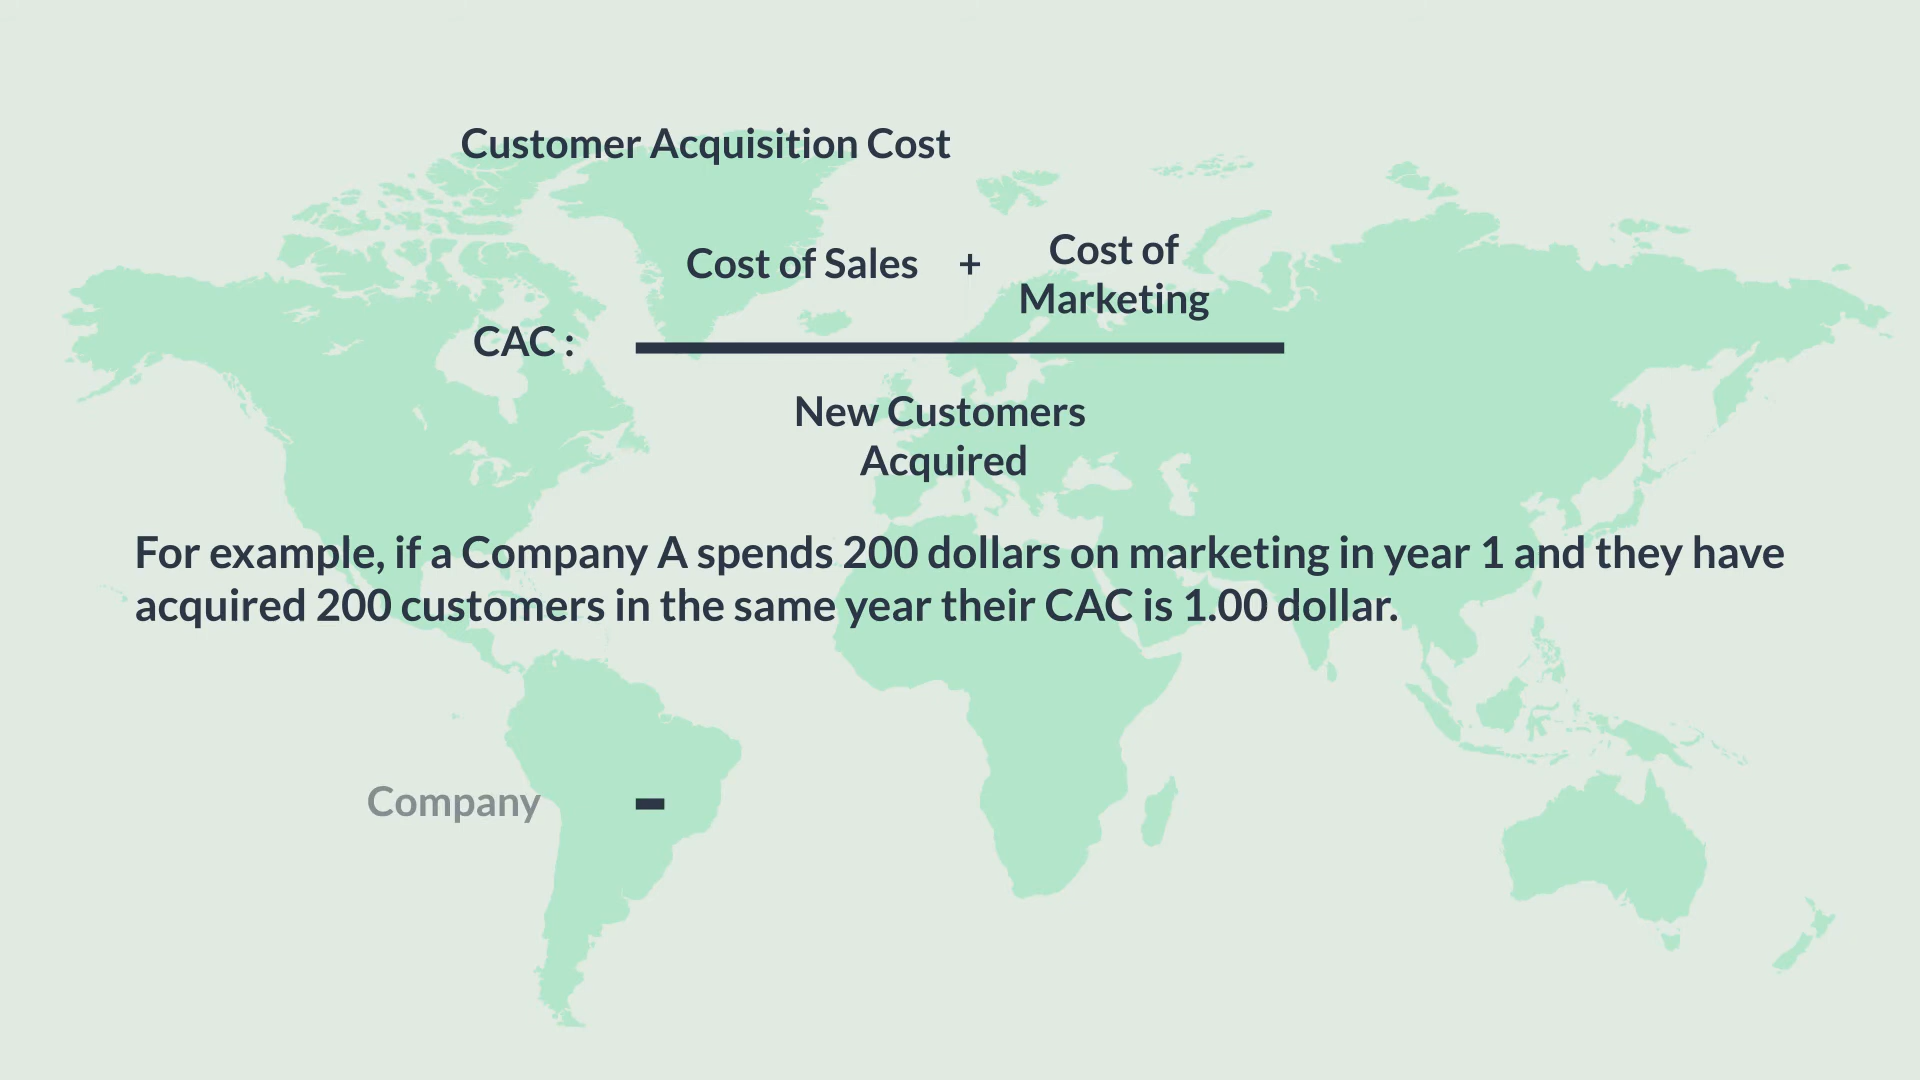 Customer Acquisition Cost
Cost of Sales + Cost of
Marketing
CAC :
New Customers
Acquired
For example, if a Company A spends 200 dollars on marketing in year 1 and they have
acquired 200 customers in the same year their CAC is 1.00 dollar.
Company